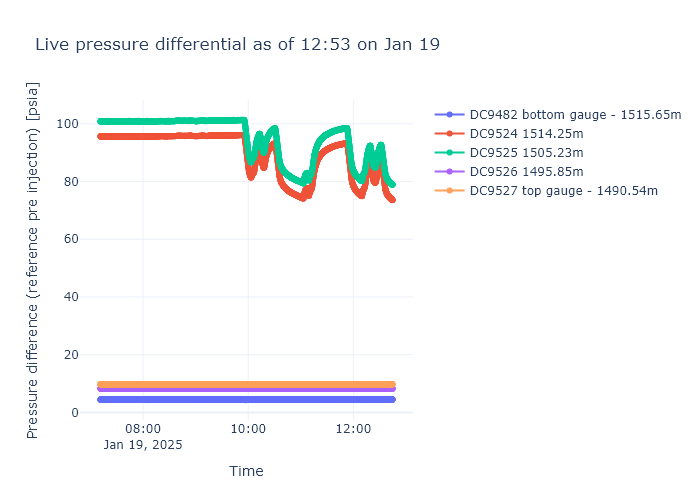 Live pressure differential as of 12:53 on Jan 19
Pressure difference (reference pre injection) [psia]
100
80
60
40
20
0
08:00
Jan 19, 2025
10:00
12:00
Time
DC9482 bottom gauge - 1515.65m
DC9524 1514.25m
DC9525 1505.23m
DC9526 1495.85m
DC9527 top gauge - 1490.54m